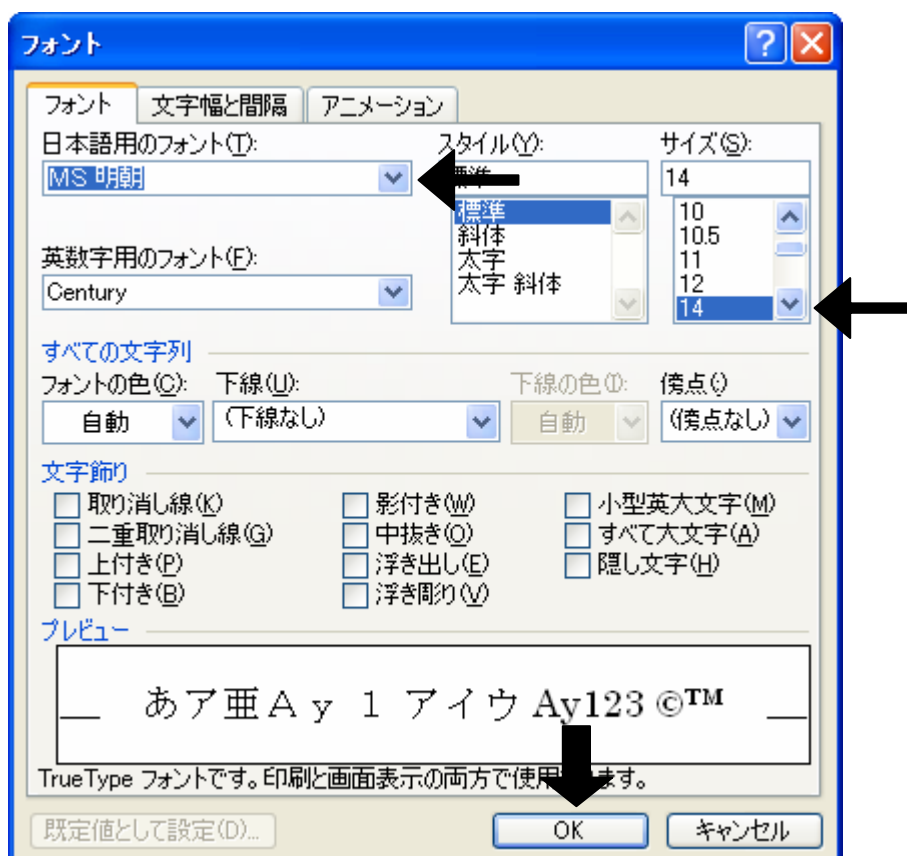 フォント
フォント 文字幅と間隔 アニメーション
日本語用のフォント(T): スタイル(Y): サイズ(S):
MS 明朝 標準 14
標準 10
斜体 10.5
太字 11
太字 斜体 12
14
英数字用のフォント(F):
Century
すべての文字列
フォントの色(C): 下線(U): 下線の色(I): 傍点(·)
自動 (下線なし) 自動 (傍点なし)
文字飾り
取り消し線(K) 影付き(W) 小型英大文字(M)
二重取り消し線(G) 中抜き(O) すべて大文字(A)
上付き(P) 浮き出し(E) 隠し文字(H)
下付き(B) 浮き彫り(V)
プレビュー
あア亜Ay 1 アイウ Ay123 ©™
TrueType フォントです。印刷と画面表示の両方で使用 ます。
既定値として設定(D)... OK キャンセル